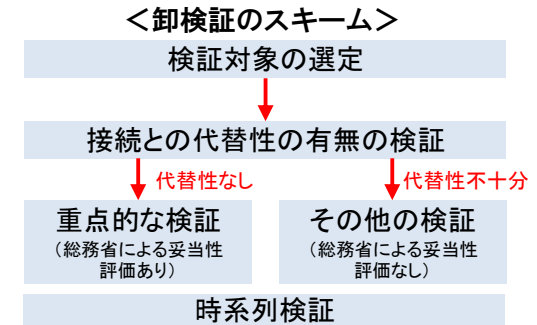 ＜卸検証のスキーム＞
検証対象の選定
接続との代替性の有無の検証
代替性なし
代替性不十分
重点的な検証
（総務省による妥当性
評価あり）
その他の検証
（総務省による妥当性
評価なし）
時系列検証